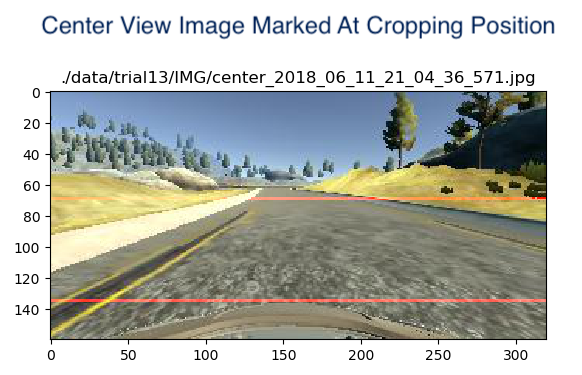 Center View Image Marked At Cropping Position
./data/trial13/IMG/center_2018_06_11_21_04_36_571.jpg
0
20
40
60
80
100
120
140
0 50 100 150 200 250 300